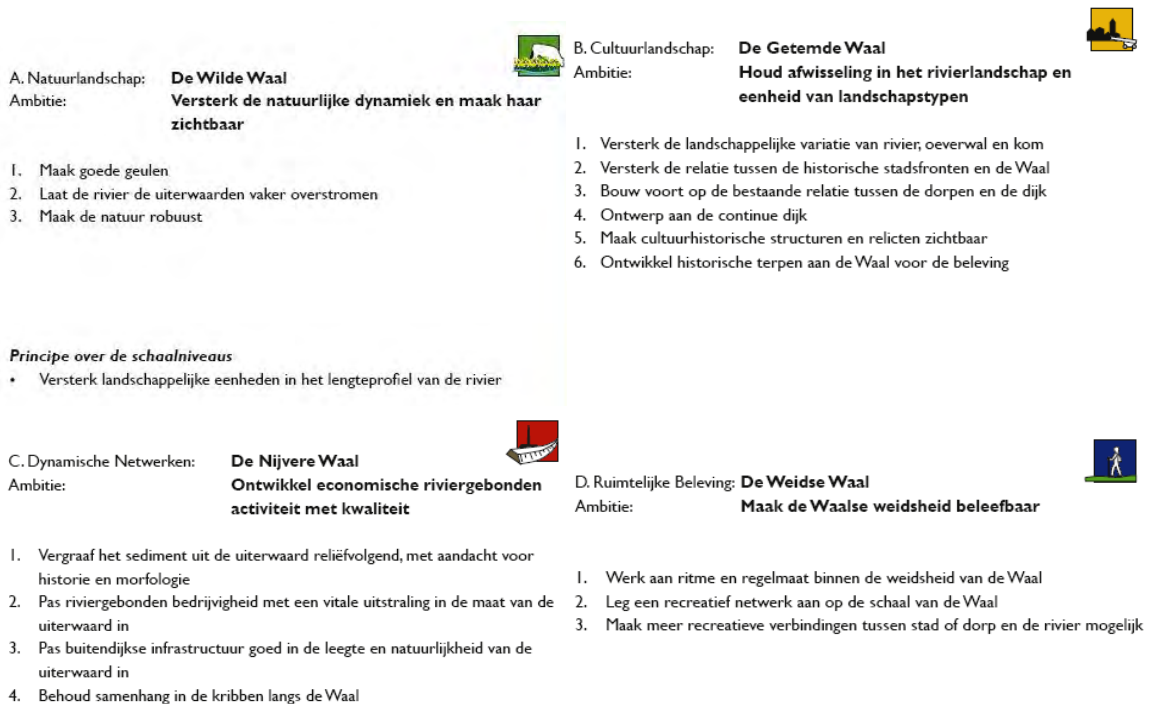 A. Natuurlandschap: De Wilde Waal
Ambitie: Versterk de natuurlijke dynamiek en maak haar
zichtbaar
1. Maak goede geulen
2. Laat de rivier de uiterwaarden vaker overstromen
3. Maak de natuur robuust
Principe over de schaalniveaus
• Versterk landschappelijke eenheden in het lengteprofiel van de rivier
B. Cultuurlandschap: De Getemde Waal
Ambitie: Houd afwisseling in het rivierlandschap en
eenheid van landschapstypen
1. Versterk de landschappelijke variatie van rivier, oeverwal en kom
2. Versterk de relatie tussen de historische stadsfronten en de Waal
3. Bouw voort op de bestaande relatie tussen de dorpen en de dijk
4. Ontwerp aan de continue dijk
5. Maak cultuurhistorische structuren en relicten zichtbaar
6. Ontwikkel historische terpen aan de Waal voor de beleving
C. Dynamische Netwerken: De Nijvere Waal
Ambitie: Ontwikkel economische riviergebonden
activiteit met kwaliteit
1. Vergraaf het sediment uit de uiterwaard reliëfvolgend, met aandacht voor
historie en morfologie
2. Pas riviergebonden bedrijvigheid met een vitale uitstraling in de maat van de
uiterwaard in
3. Pas buitendijkse infrastructuur goed in de leegte en natuurlijkheid van de
uiterwaard in
4. Behoud samenhang in de kribben langs de Waal
D. Ruimtelijke Beleving: De Weidse Waal
Ambitie: Maak de Waalse weidsheid beleefbaar
1. Werk aan ritme en regelmaat binnen de weidsheid van de Waal
2. Leg een recreatief netwerk aan op de schaal van de Waal
3. Maak meer recreatieve verbindingen tussen stad of dorp en de rivier mogelijk